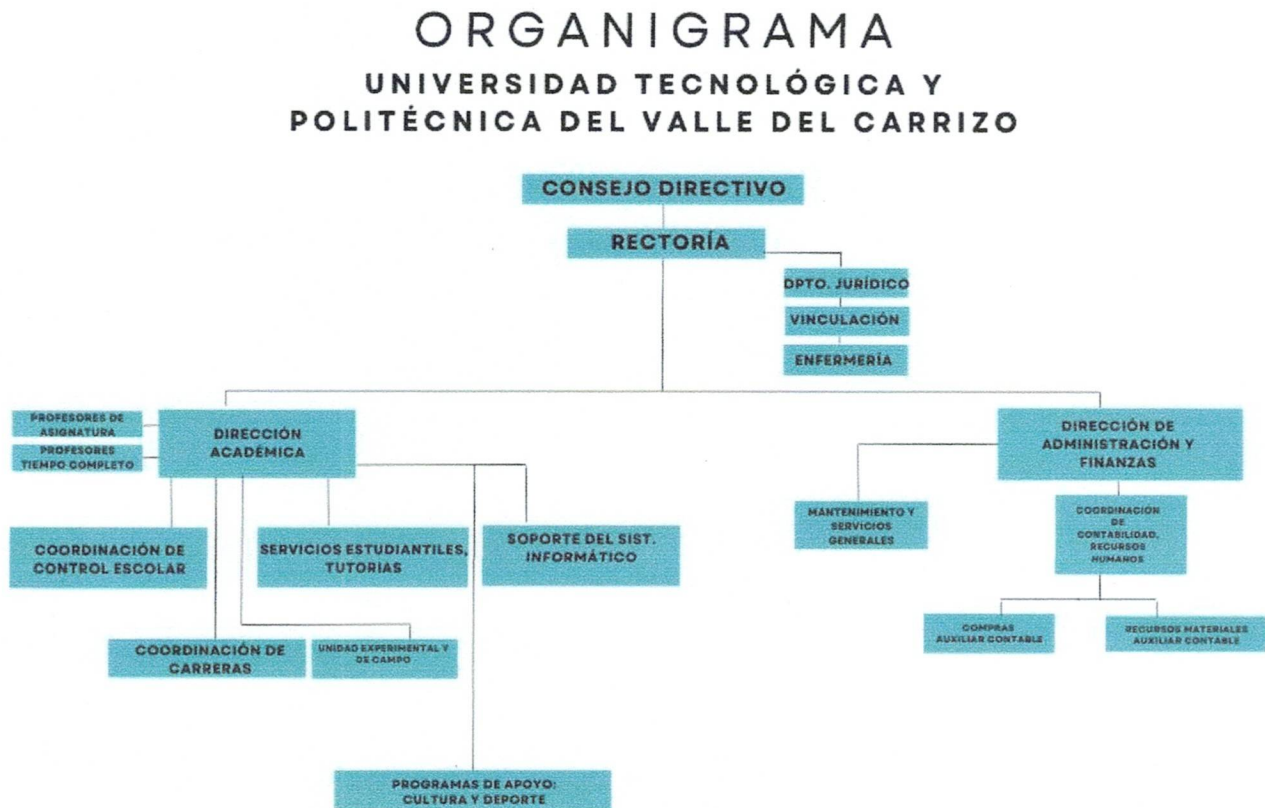 ORGANIGRAMA
UNIVERSIDAD TECNOLÓGICA Y
POLITÉCNICA DEL VALLE DEL CARRIZO
CONSEJO DIRECTIVO
RECTORÍA
DPTO. JURÍDICO
VINCULACIÓN
ENFERMERÍA
PROFESORES DE
ASIGNATURA
PROFESORES
TIEMPO COMPLETO
DIRECCIÓN
ACADÉMICA
DIRECCIÓN DE
ADMINISTRACIÓN Y
FINANZAS
COORDINACIÓN DE
CONTROL ESCOLAR
SERVICIOS ESTUDIANTILES,
TUTORIAS
SOPORTE DEL SIST.
INFORMÁTICO
MANTENIMIENTO Y
SERVICIOS
GENERALES
COORDINACIÓN
DE
CONTABILIDAD,
RECURSOS
HUMANOS
COORDINACIÓN DE
CARRERAS
UNIDAD EXPERIMENTAL Y
DE CAMPO
COMPRAS
AUXILIAR CONTABLE
RECURSOS MATERIALES
AUXILIAR CONTABLE
PROGRAMAS DE APOYO:
CULTURA Y DEPORTE